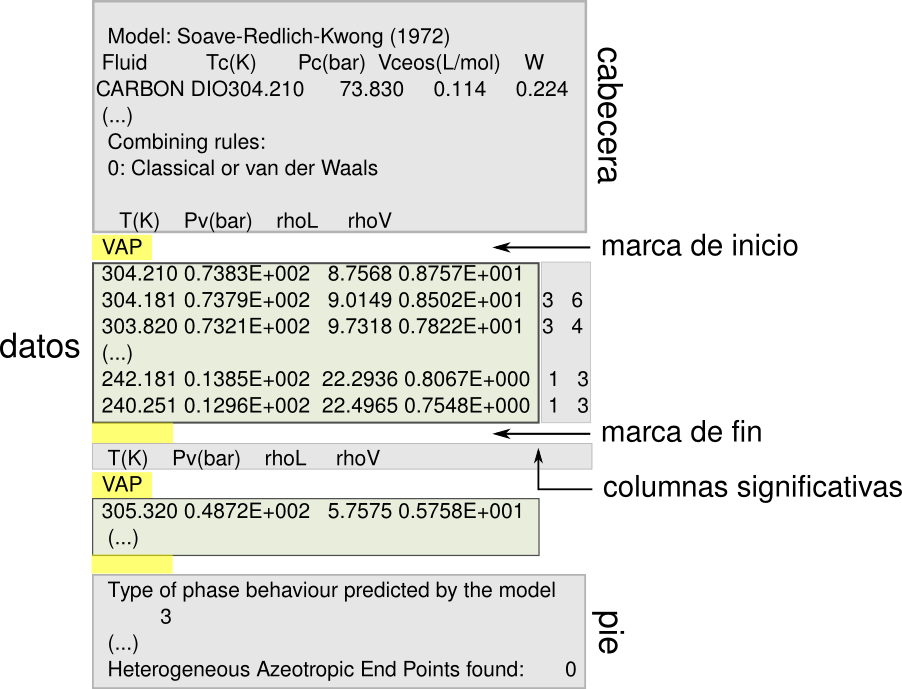 Model: Soave-Redlich-Kwong (1972)
Fluid Tc(K) Pc(bar) Vceos(L/mol) W
CARBON DIO304.210 73.830 0.114 0.224
(...)
Combining rules:
0: Classical or van der Waals
cabecera
T(K) Pv(bar) rhoL rhoV
VAP
marca de inicio
304.210 0.7383E+002 8.7568 0.8757E+001
304.181 0.7379E+002 9.0149 0.8502E+001 3 6
303.820 0.7321E+002 9.7318 0.7822E+001 3 4
datos
(...)
242.181 0.1385E+002 22.2936 0.8067E+000 1 3
240.251 0.1296E+002 22.4965 0.7548E+000 1 3
marca de fin
T(K) Pv(bar) rhoL rhoV
VAP
columnas significativas
305.320 0.4872E+002 5.7575 0.5758E+001
(...)
Type of phase behaviour predicted by the model
3
(...)
Heterogeneous Azeotropic End Points found: 0
pie